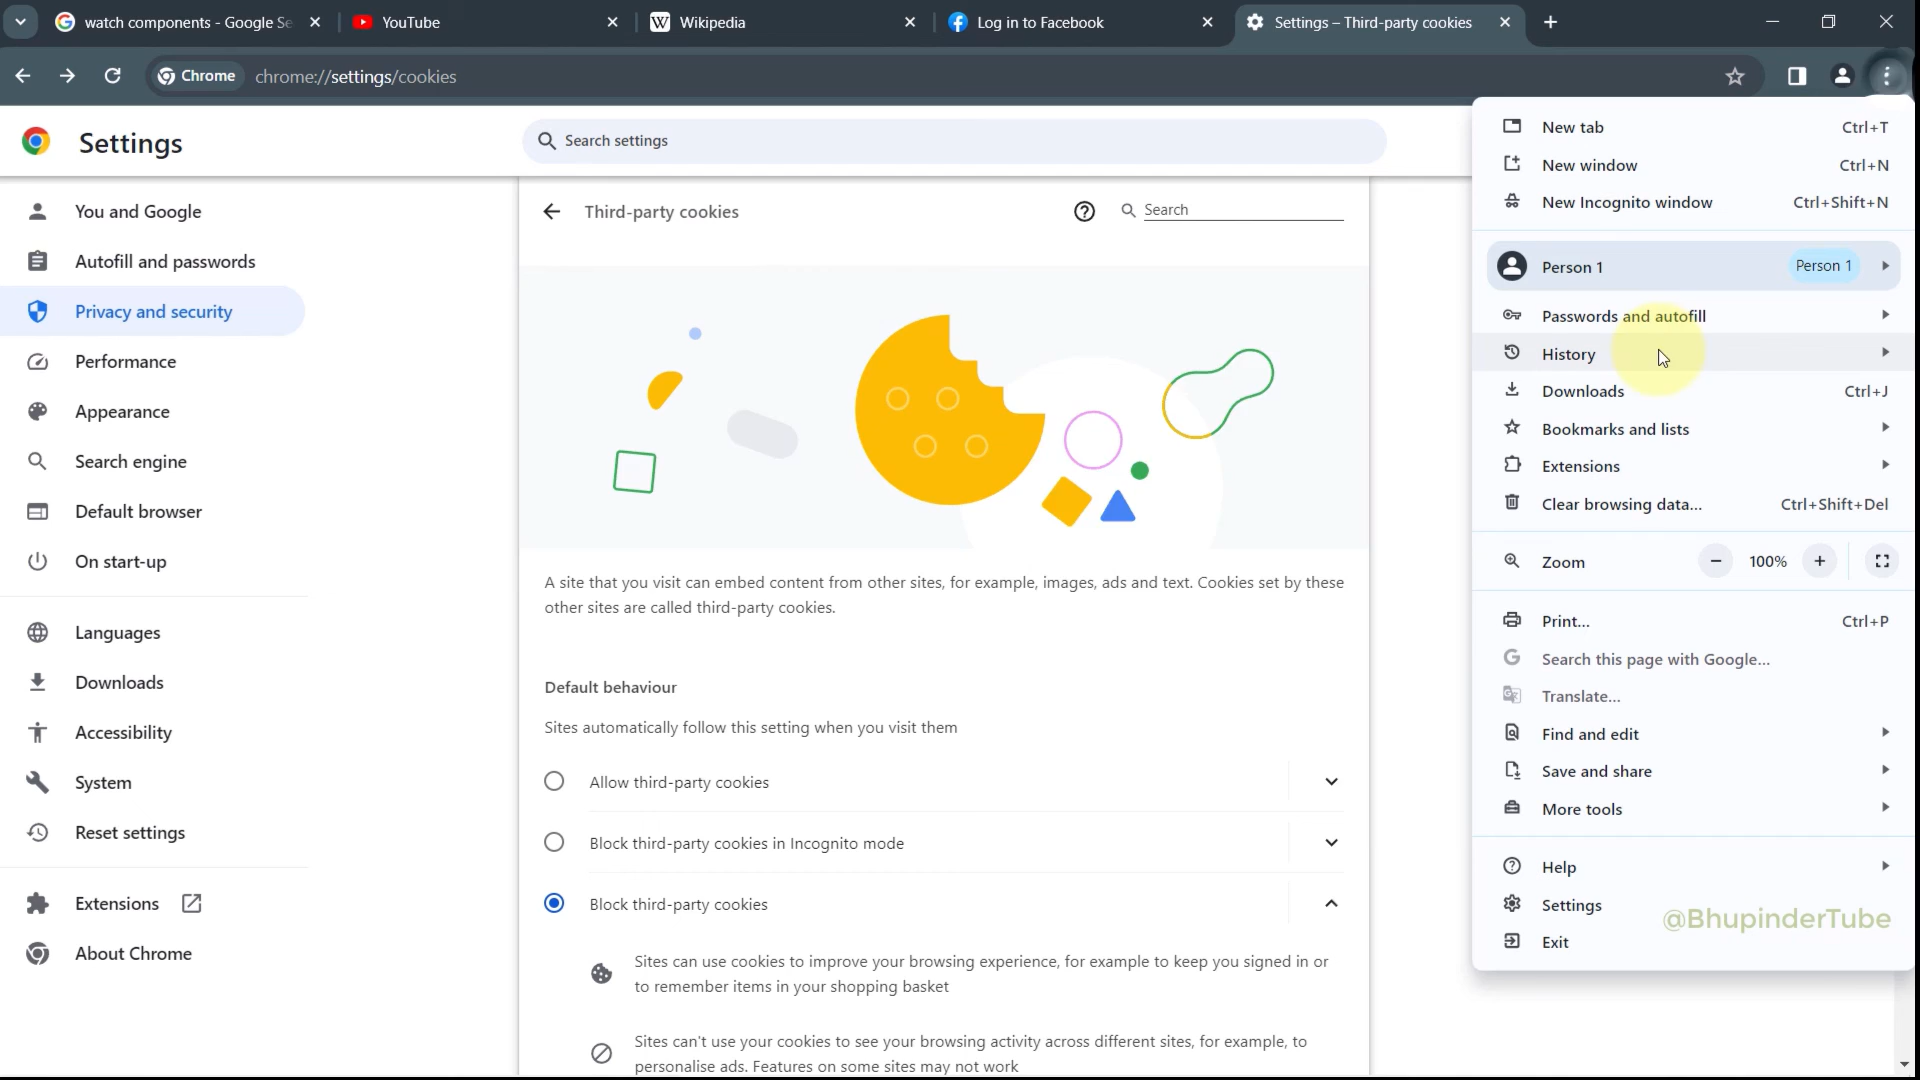 watch components - Google Se
YouTube
Wikipedia
Log in to Facebook
Settings – Third-party cookies
Chrome
chrome://settings/cookies
Settings
Search settings
You and Google
Autofill and passwords
Privacy and security
Performance
Appearance
Search engine
Default browser
On start-up
Languages
Downloads
Accessibility
System
Reset settings
Extensions
About Chrome
Third-party cookies
Search
A site that you visit can embed content from other sites, for example, images, ads and text. Cookies set by these
other sites are called third-party cookies.
Default behaviour
Sites automatically follow this setting when you visit them
Allow third-party cookies
Block third-party cookies in Incognito mode
Block third-party cookies
Sites can use cookies to improve your browsing experience, for example to keep you signed in or
to remember items in your shopping basket
Sites can't use your cookies to see your browsing activity across different sites, for example, to
personalise ads. Features on some sites may not work
New tab Ctrl+T
New window Ctrl+N
New Incognito window Ctrl+Shift+N
Person 1 Person 1
Passwords and autofill
History
Downloads Ctrl+J
Bookmarks and lists
Extensions
Clear browsing data... Ctrl+Shift+Del
Zoom − 100% +
Print... Ctrl+P
Search this page with Google...
Translate...
Find and edit
Save and share
More tools
Help
Settings
@BhupinderTube
Exit